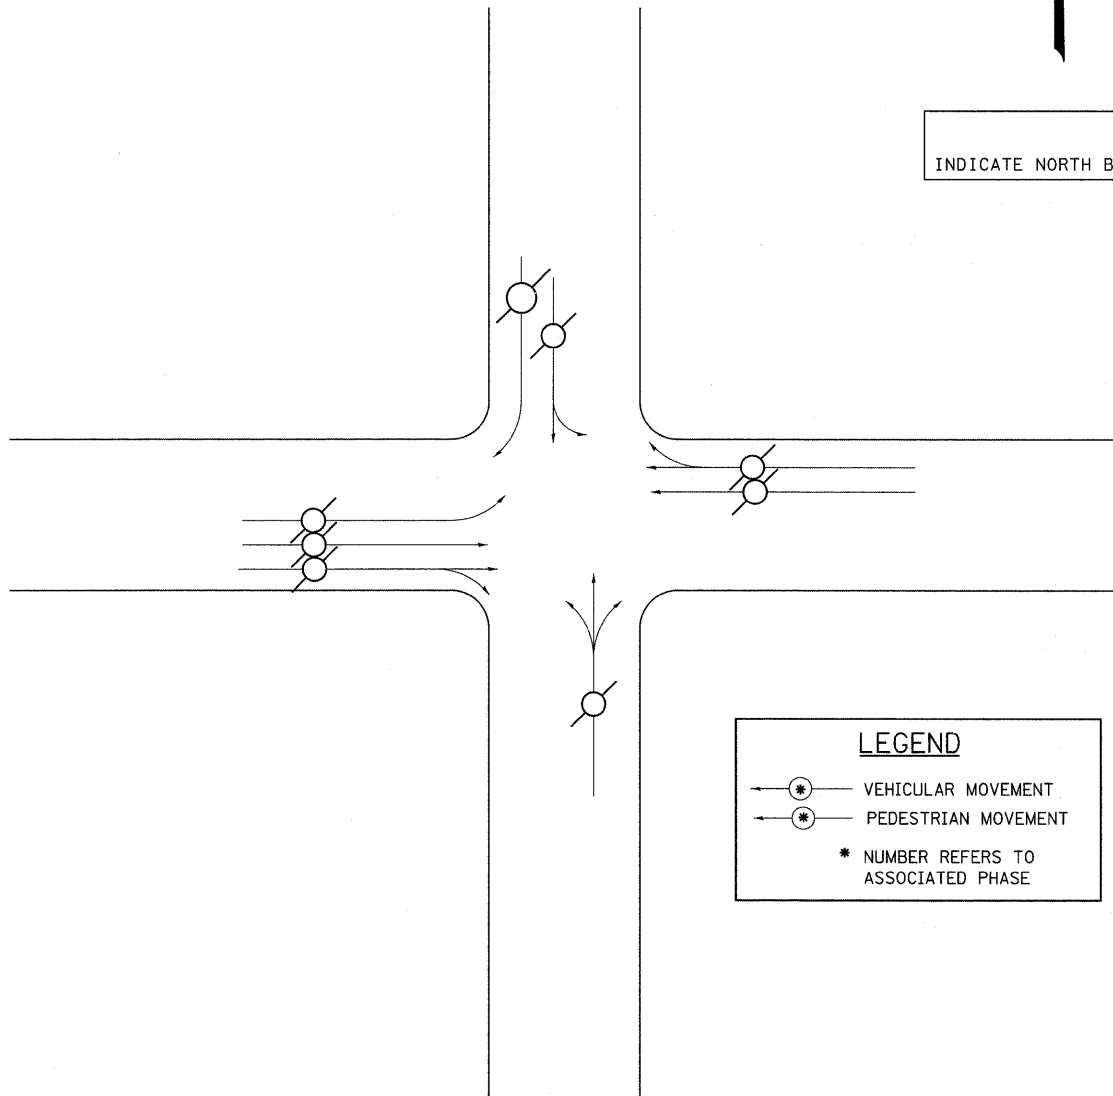 INDICATE NORTH B
LEGEND
* VEHICULAR MOVEMENT
* PEDESTRIAN MOVEMENT
* NUMBER REFERS TO
ASSOCIATED PHASE